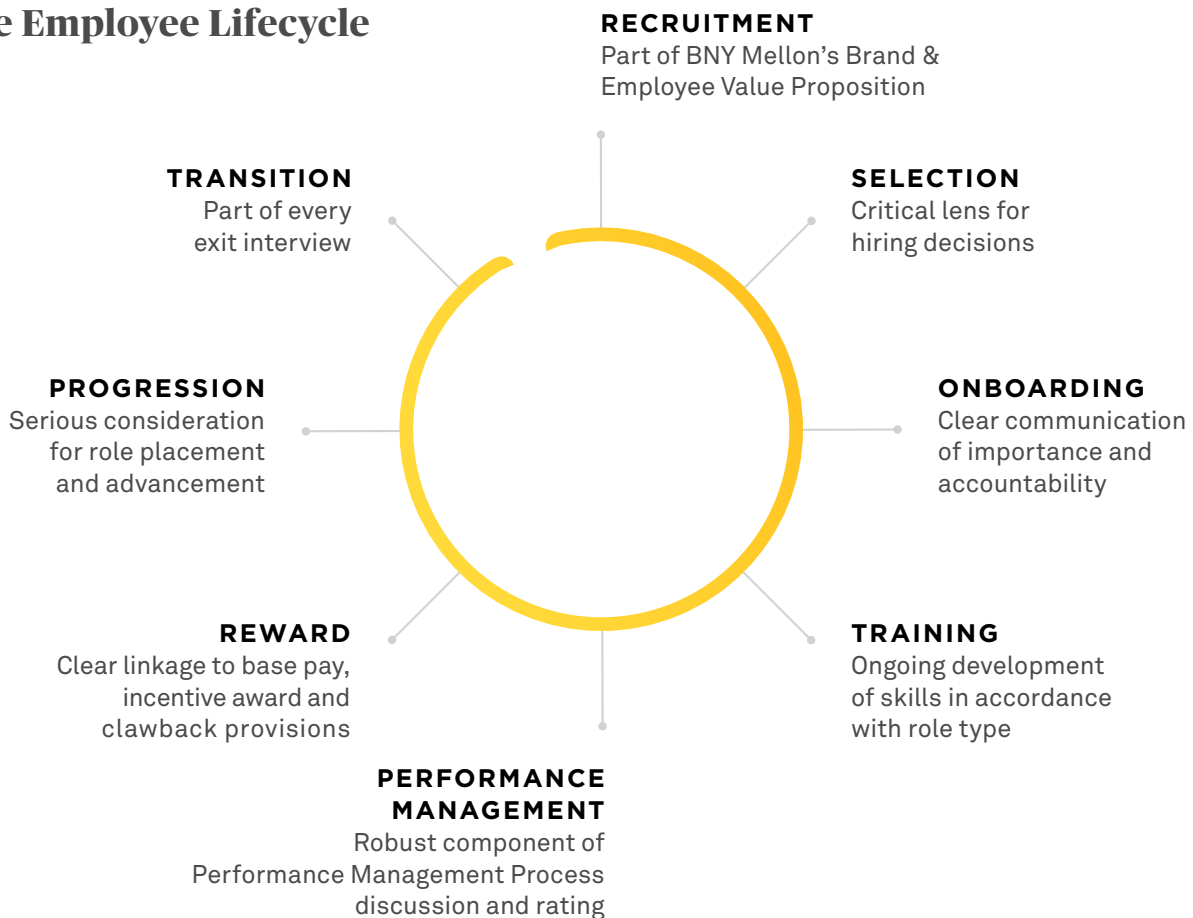 e Employee Lifecycle
RECRUITMENT
Part of BNY Mellon's Brand &
Employee Value Proposition
SELECTION
Critical lens for
hiring decisions
ONBOARDING
Clear communication
of importance and
accountability
TRAINING
Ongoing development
of skills in accordance
with role type
PERFORMANCE
MANAGEMENT
Robust component of
Performance Management Process
discussion and rating
REWARD
Clear linkage to base pay,
incentive award and
clawback provisions
PROGRESSION
Serious consideration
for role placement
and advancement
TRANSITION
Part of every
exit interview